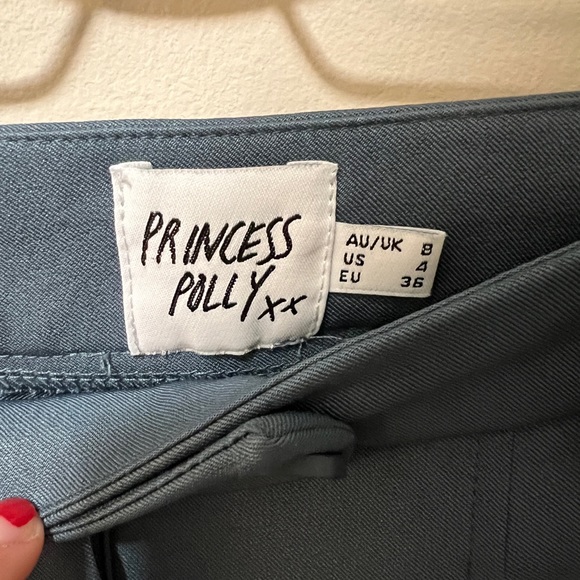 PRINCESS
POLLY xx
AU/UK 8
US 4
EU 36